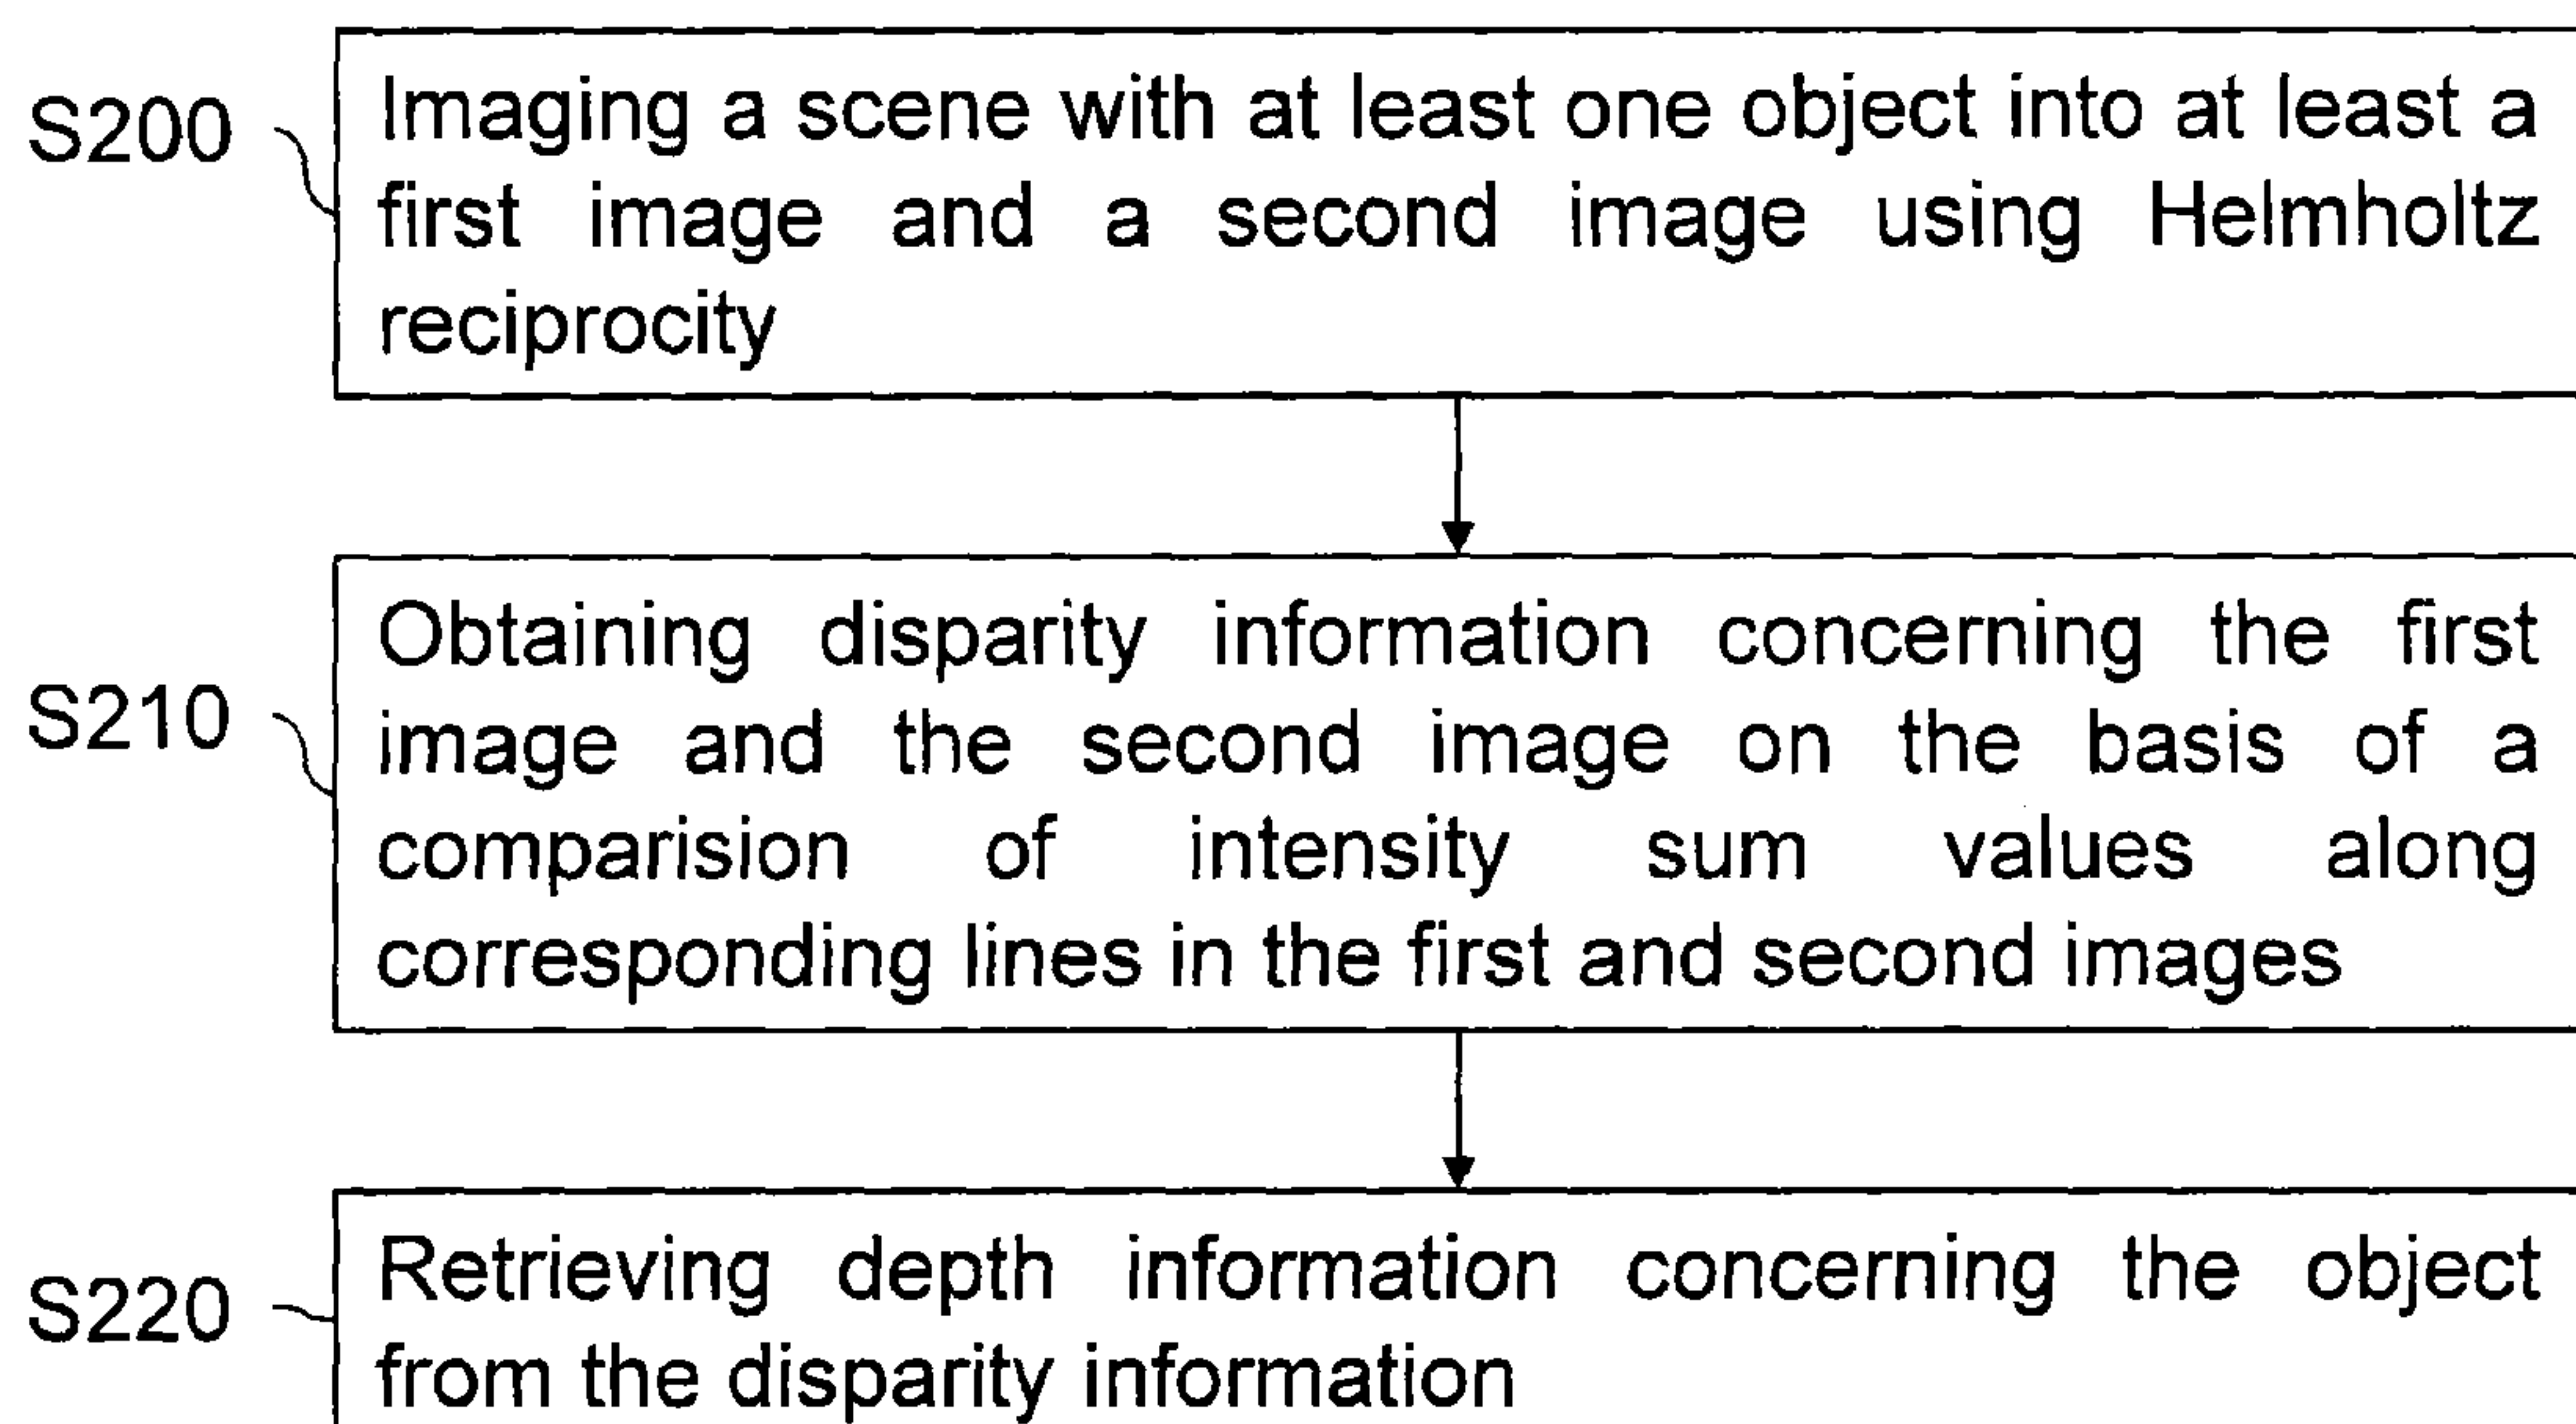 S200
Imaging a scene with at least one object into at least a
first image and a second image using Helmholtz
reciprocity
S210
Obtaining disparity information concerning the first
image and the second image on the basis of a
comparision of intensity sum values along
corresponding lines in the first and second images
S220
Retrieving depth information concerning the object
from the disparity information